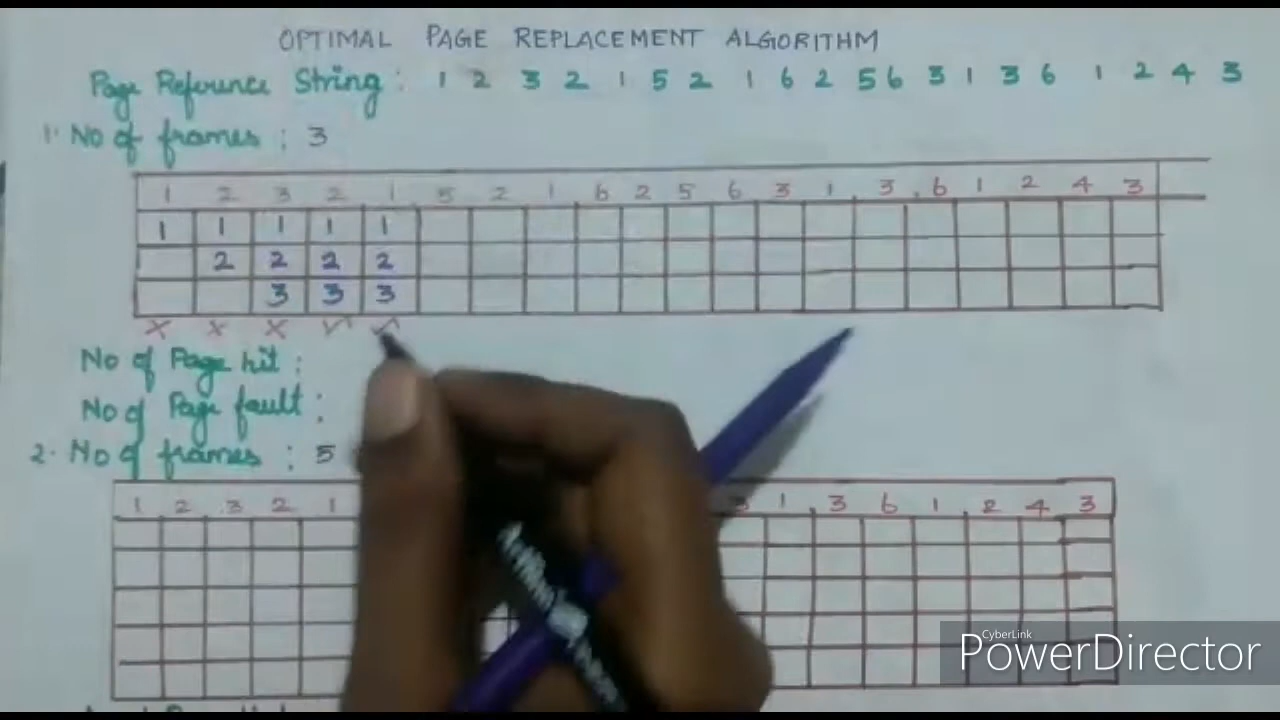 OPTIMAL PAGE REPLACEMENT ALGORITHM
Page Reference String: 1 2 3 2 1 5 2 1 6 2 5 6 3 1 3 6 1 2 4 3
1. No of frames : 3
1 2 3 2 1 5 2 1 6 2 5 6 3 1 3 6 1 2 4 3
1 1 1 1 1
2 2 2 2
3 3 3
x x x ✓ ✓
No of Page hit :
No of Page fault :
2. No of frames : 5
1 2 3 2 1 3 1 3 6 1 2 4 3
CyberLink
PowerDirector